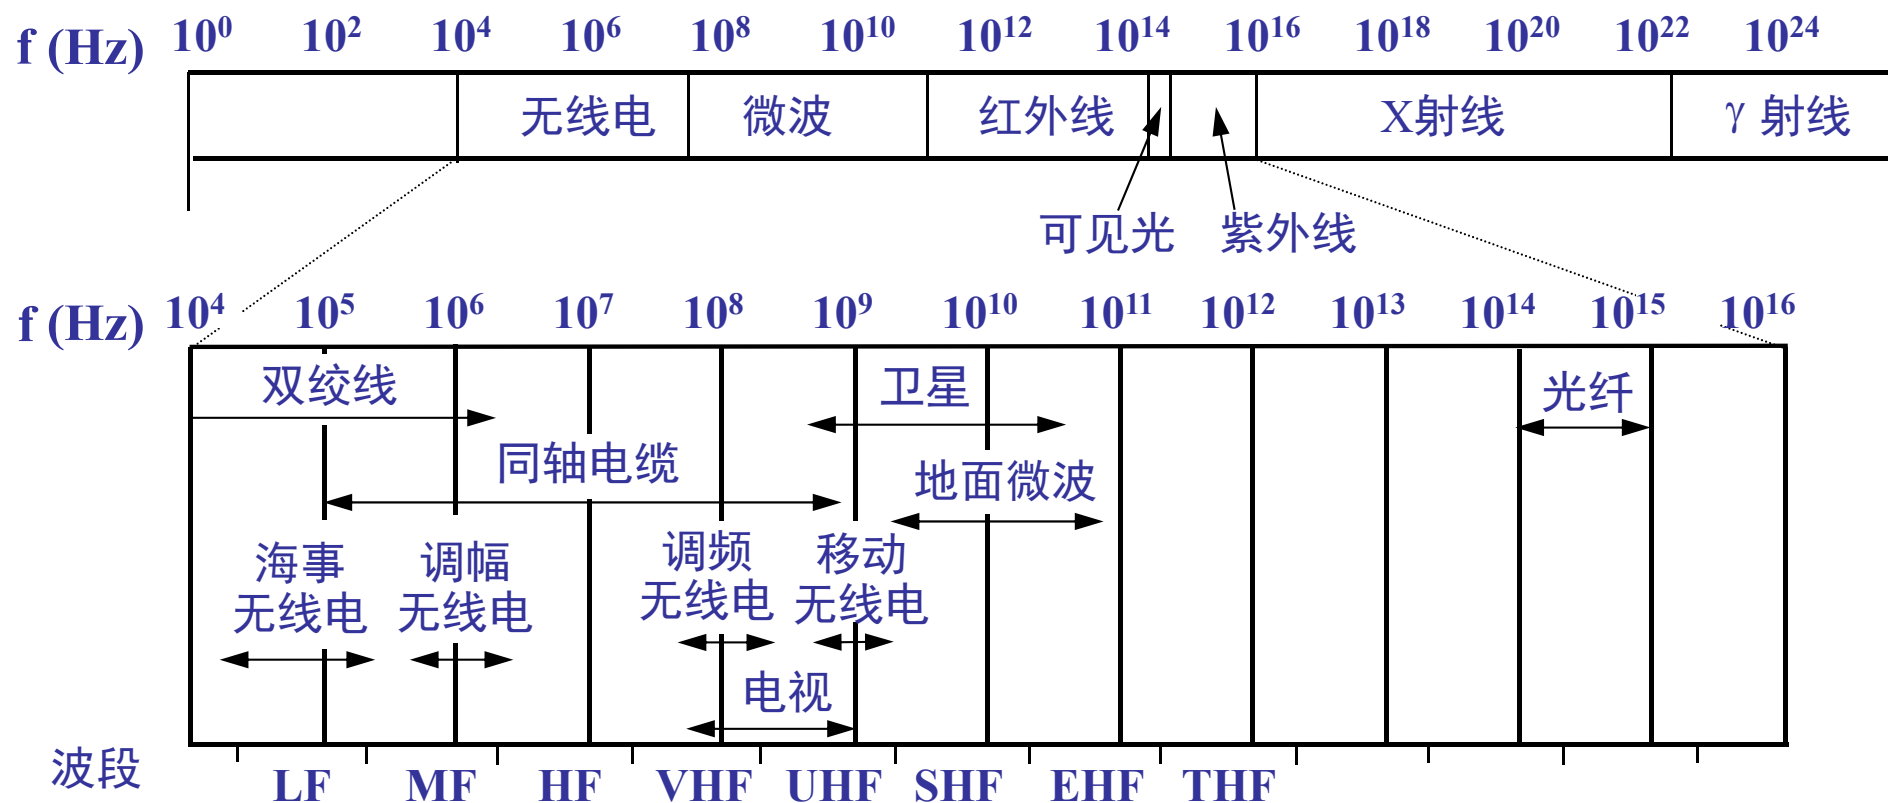 f (Hz) 10⁰ 10² 10⁴ 10⁶ 10⁸ 10¹⁰ 10¹² 10¹⁴ 10¹⁶ 10¹⁸ 10²⁰ 10²² 10²⁴
无线电 微波 红外线 X射线 γ 射线
可见光 紫外线
f (Hz) 10⁴ 10⁵ 10⁶ 10⁷ 10⁸ 10⁹ 10¹⁰ 10¹¹ 10¹² 10¹³ 10¹⁴ 10¹⁵ 10¹⁶
双绞线 卫星 光纤
同轴电缆 地面微波
海事 调幅 调频 移动
无线电 无线电 无线电 无线电
电视
波段 LF MF HF VHF UHF SHF EHF THF